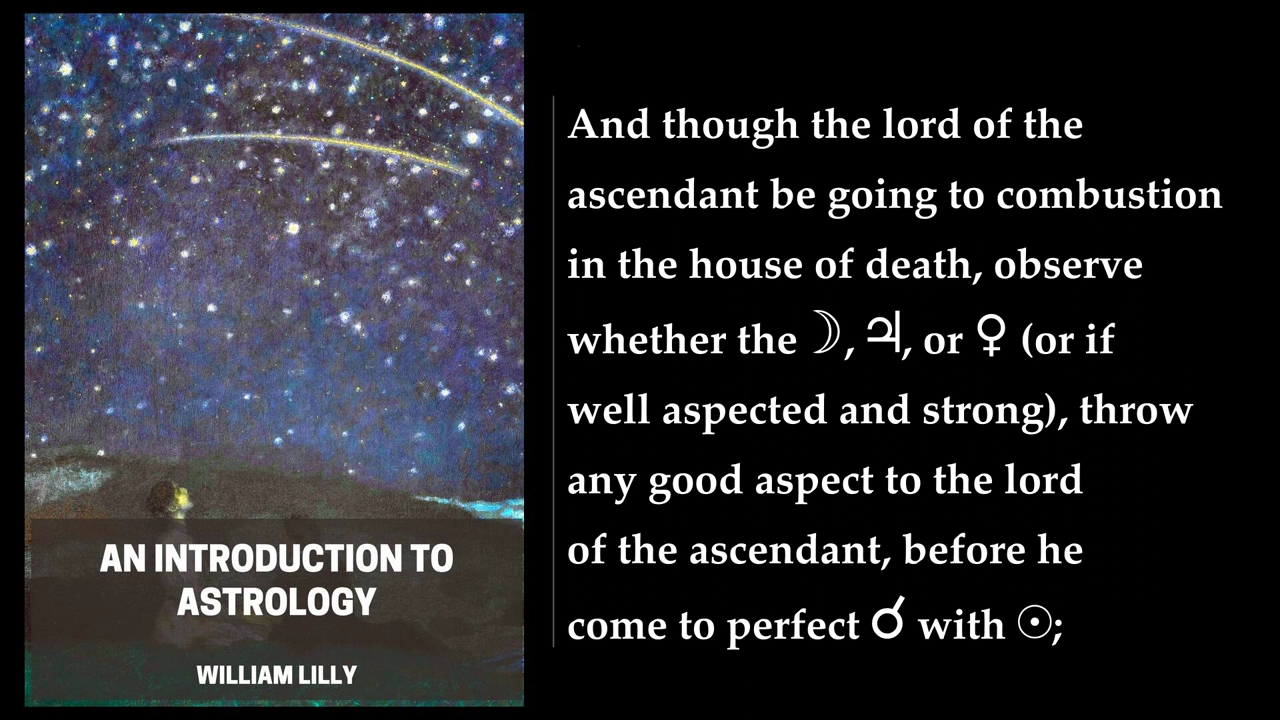 AN INTRODUCTION TO
ASTROLOGY
WILLIAM LILLY
And though the lord of the
ascendant be going to combustion
in the house of death, observe
whether the ☽, ♃, or ♀ (or if
well aspected and strong), throw
any good aspect to the lord
of the ascendant, before he
come to perfect ☌ with ☉;